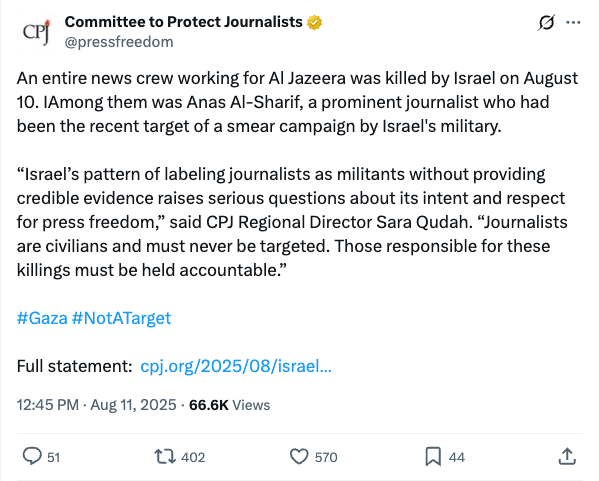 CPJ
Committee to Protect Journalists
@pressfreedom
An entire news crew working for Al Jazeera was killed by Israel on August
10. IAmong them was Anas Al-Sharif, a prominent journalist who had
been the recent target of a smear campaign by Israel's military.
“Israel’s pattern of labeling journalists as militants without providing
credible evidence raises serious questions about its intent and respect
for press freedom,” said CPJ Regional Director Sara Qudah. “Journalists
are civilians and must never be targeted. Those responsible for these
killings must be held accountable.”
#Gaza #NotATarget
Full statement: cpj.org/2025/08/israel...
12:45 PM · Aug 11, 2025 · 66.6K Views
51 402 570 44